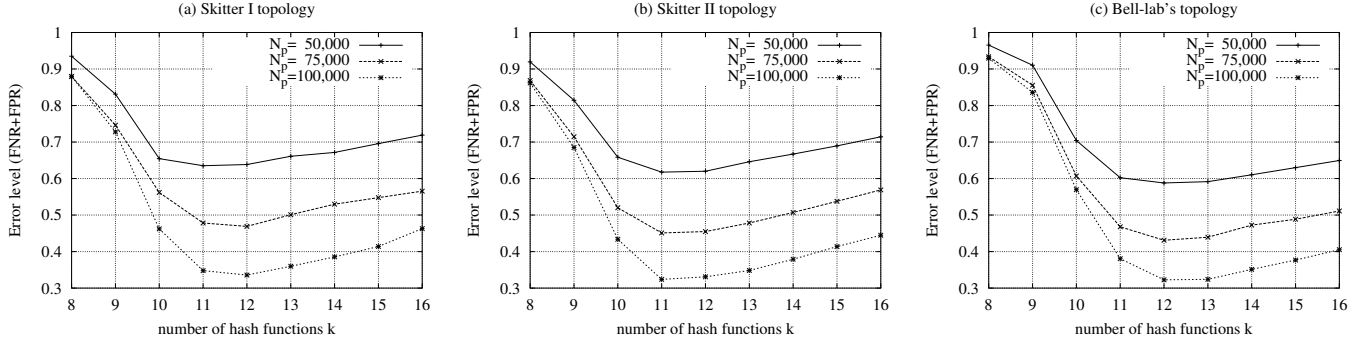 (a) Skitter I topology
1
0.9
0.8
0.7
0.6
0.5
0.4
0.3
Error level (FNR+FPR)
N_p= 50,000
N_p= 75,000
N_p=100,000
8 9 10 11 12 13 14 15 16
number of hash functions k
(b) Skitter II topology
1
0.9
0.8
0.7
0.6
0.5
0.4
0.3
Error level (FNR+FPR)
N_p= 50,000
N_p= 75,000
N_p=100,000
8 9 10 11 12 13 14 15 16
number of hash functions k
(c) Bell-lab's topology
1
0.9
0.8
0.7
0.6
0.5
0.4
0.3
Error level (FNR+FPR)
N_p= 50,000
N_p= 75,000
N_p=100,000
8 9 10 11 12 13 14 15 16
number of hash functions k